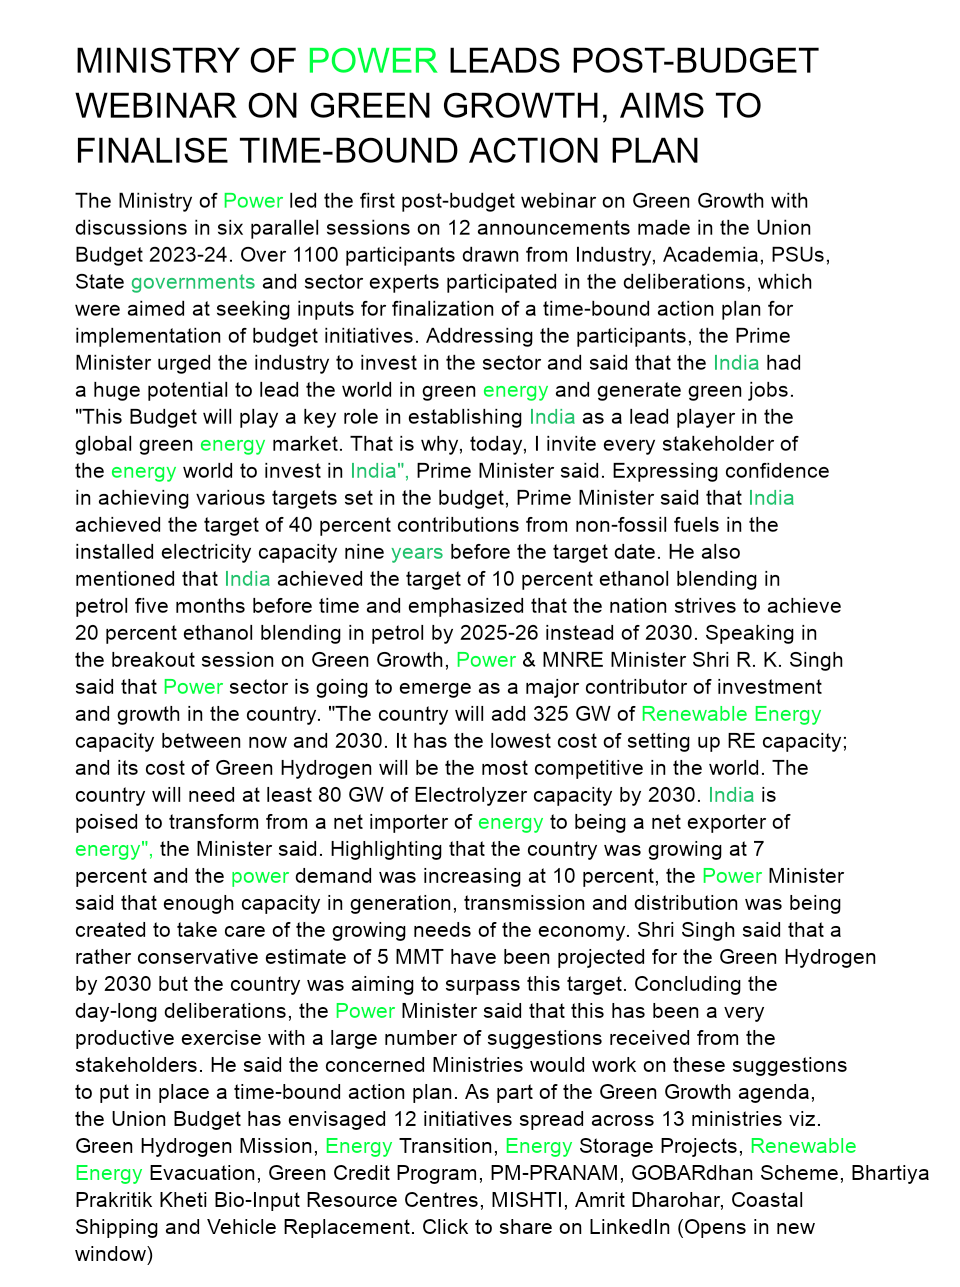 MINISTRY OF POWER LEADS POST-BUDGET
WEBINAR ON GREEN GROWTH, AIMS TO
FINALISE TIME-BOUND ACTION PLAN
The Ministry of Power led the first post-budget webinar on Green Growth with
discussions in six parallel sessions on 12 announcements made in the Union
Budget 2023-24. Over 1100 participants drawn from Industry, Academia, PSUs,
State governments and sector experts participated in the deliberations, which
were aimed at seeking inputs for finalization of a time-bound action plan for
implementation of budget initiatives. Addressing the participants, the Prime
Minister urged the industry to invest in the sector and said that the India had
a huge potential to lead the world in green energy and generate green jobs.
"This Budget will play a key role in establishing India as a lead player in the
global green energy market. That is why, today, I invite every stakeholder of
the energy world to invest in India", Prime Minister said. Expressing confidence
in achieving various targets set in the budget, Prime Minister said that India
achieved the target of 40 percent contributions from non-fossil fuels in the
installed electricity capacity nine years before the target date. He also
mentioned that India achieved the target of 10 percent ethanol blending in
petrol five months before time and emphasized that the nation strives to achieve
20 percent ethanol blending in petrol by 2025-26 instead of 2030. Speaking in
the breakout session on Green Growth, Power & MNRE Minister Shri R. K. Singh
said that Power sector is going to emerge as a major contributor of investment
and growth in the country. "The country will add 325 GW of Renewable Energy
capacity between now and 2030. It has the lowest cost of setting up RE capacity;
and its cost of Green Hydrogen will be the most competitive in the world. The
country will need at least 80 GW of Electrolyzer capacity by 2030. India is
poised to transform from a net importer of energy to being a net exporter of
energy", the Minister said. Highlighting that the country was growing at 7
percent and the power demand was increasing at 10 percent, the Power Minister
said that enough capacity in generation, transmission and distribution was being
created to take care of the growing needs of the economy. Shri Singh said that a
rather conservative estimate of 5 MMT have been projected for the Green Hydrogen
by 2030 but the country was aiming to surpass this target. Concluding the
day-long deliberations, the Power Minister said that this has been a very
productive exercise with a large number of suggestions received from the
stakeholders. He said the concerned Ministries would work on these suggestions
to put in place a time-bound action plan. As part of the Green Growth agenda,
the Union Budget has envisaged 12 initiatives spread across 13 ministries viz.
Green Hydrogen Mission, Energy Transition, Energy Storage Projects, Renewable
Energy Evacuation, Green Credit Program, PM-PRANAM, GOBARdhan Scheme, Bhartiya
Prakritik Kheti Bio-Input Resource Centres, MISHTI, Amrit Dharohar, Coastal
Shipping and Vehicle Replacement. Click to share on LinkedIn (Opens in new
window)